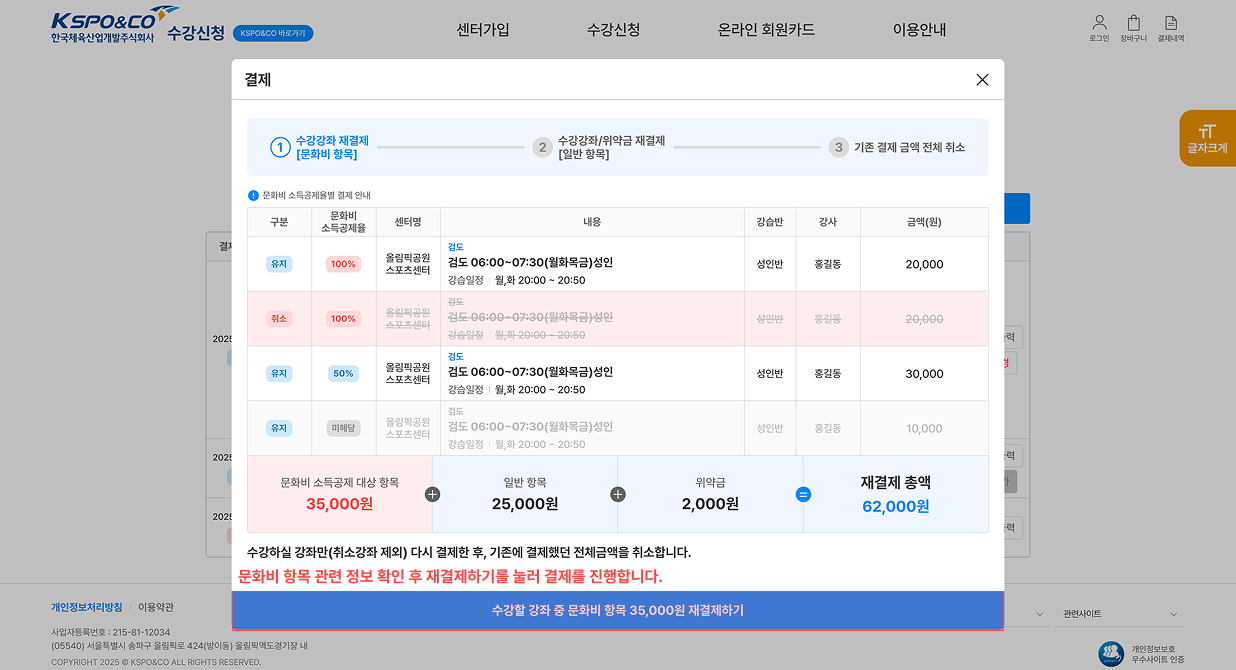 KSPO&CO
한국체육산업개발주식회사
수강신청
KSPO&CO 바로가기
센터가입
수강신청
온라인 회원카드
이용안내
로그인
장바구니
결제내역
결제
1
수강강좌 재결제
[문화비 항목]
2
수강강좌/위약금 재결제
[일반 항목]
3
기존 결제 금액 전체 취소
글자크게
문화비 소득공제율별 결제 안내
구분
문화비
소득공제율
센터명
내용
강습반
강사
금액(원)
유지
100%
올림픽공원
스포츠센터
검도
검도 06:00~07:30(월화목금)성인
강습일정
월,화 20:00 ~ 20:50
성인반
홍길동
20,000
취소
100%
올림픽공원
스포츠센터
검도
검도 06:00~07:30(월화목금)성인
강습일정
월,화 20:00 ~ 20:50
성인반
홍길동
20,000
유지
50%
올림픽공원
스포츠센터
검도
검도 06:00~07:30(월화목금)성인
강습일정
월,화 20:00 ~ 20:50
성인반
홍길동
30,000
유지
미해당
올림픽공원
스포츠센터
검도
검도 06:00~07:30(월화목금)성인
강습일정
월,화 20:00 ~ 20:50
성인반
홍길동
10,000
2025
2025
2025
문화비 소득공제 대상 항목
35,000원
일반 항목
25,000원
위약금
2,000원
재결제 총액
62,000원
수강하실 강좌만(취소강좌 제외) 다시 결제한 후, 기존에 결제했던 전체금액을 취소합니다.
문화비 항목 관련 정보 확인 후 재결제하기를 눌러 결제를 진행합니다.
수강할 강좌 중 문화비 항목 35,000원 재결제하기
개인정보처리방침
이용약관
관련사이트
사업자등록번호 : 215-81-12034
(05540) 서울특별시 송파구 올림픽로 424(방이동) 올림픽역도경기장 내
COPYRIGHT 2025 © KSPO&CO ALL RIGHTS RESERVED.
개인정보보호
우수사이트 인증